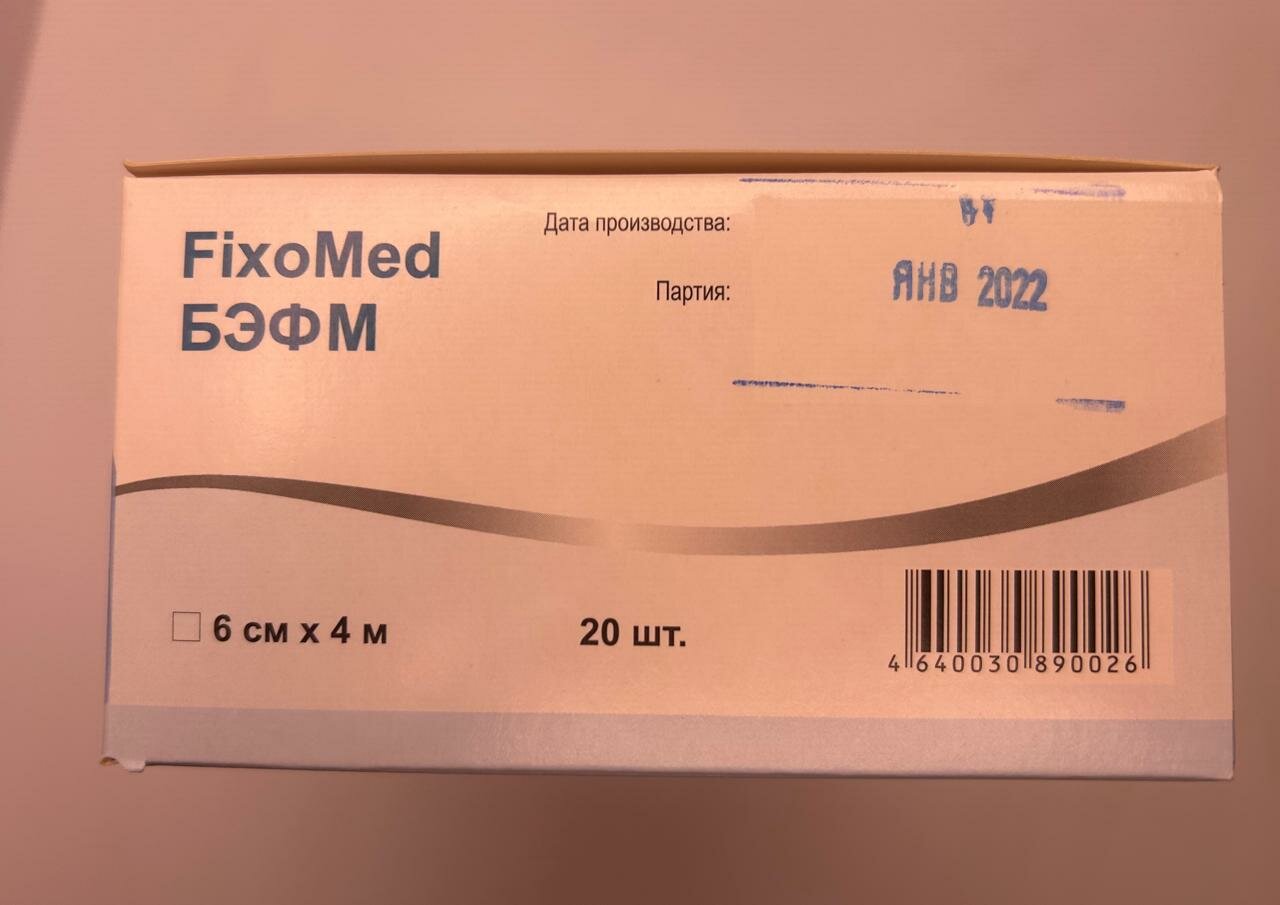 FixoMed
БЭФМ
Дата производства:
Партия:
ЯНВ 2022
6 см х 4 м
20 шт.
4 640030 890026